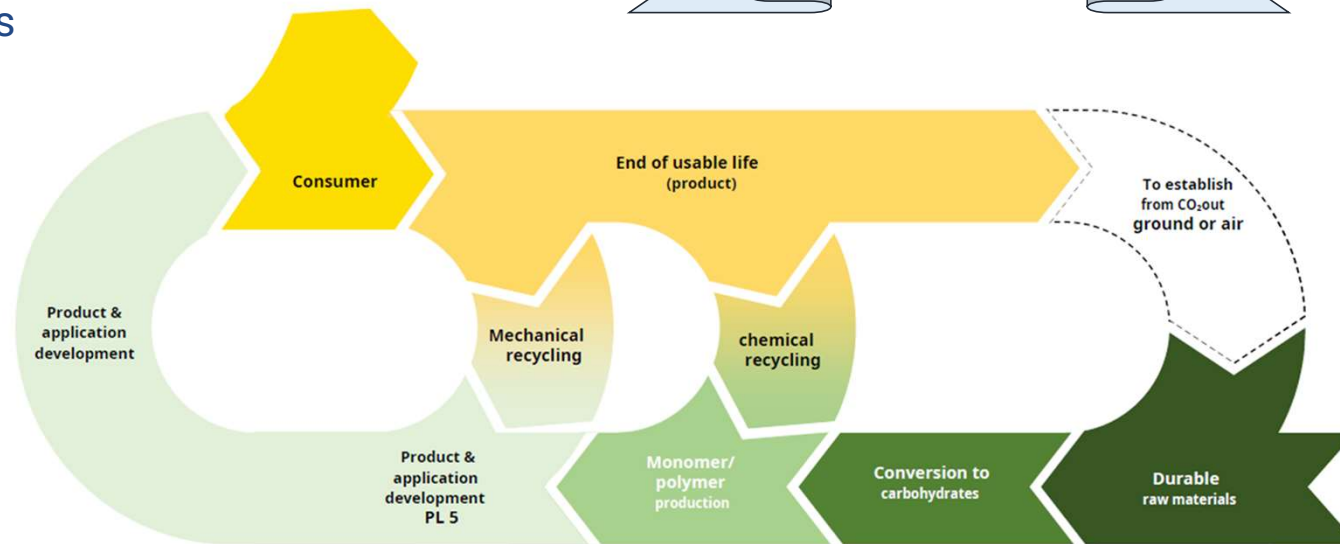 s
Consumer
End of usable life
(product)
To establish
from CO₂out
ground or air
Product &
application
development
Mechanical
recycling
chemical
recycling
Product &
application
development
PL 5
Monomer/
polymer
production
Conversion to
carbohydrates
Durable
raw materials